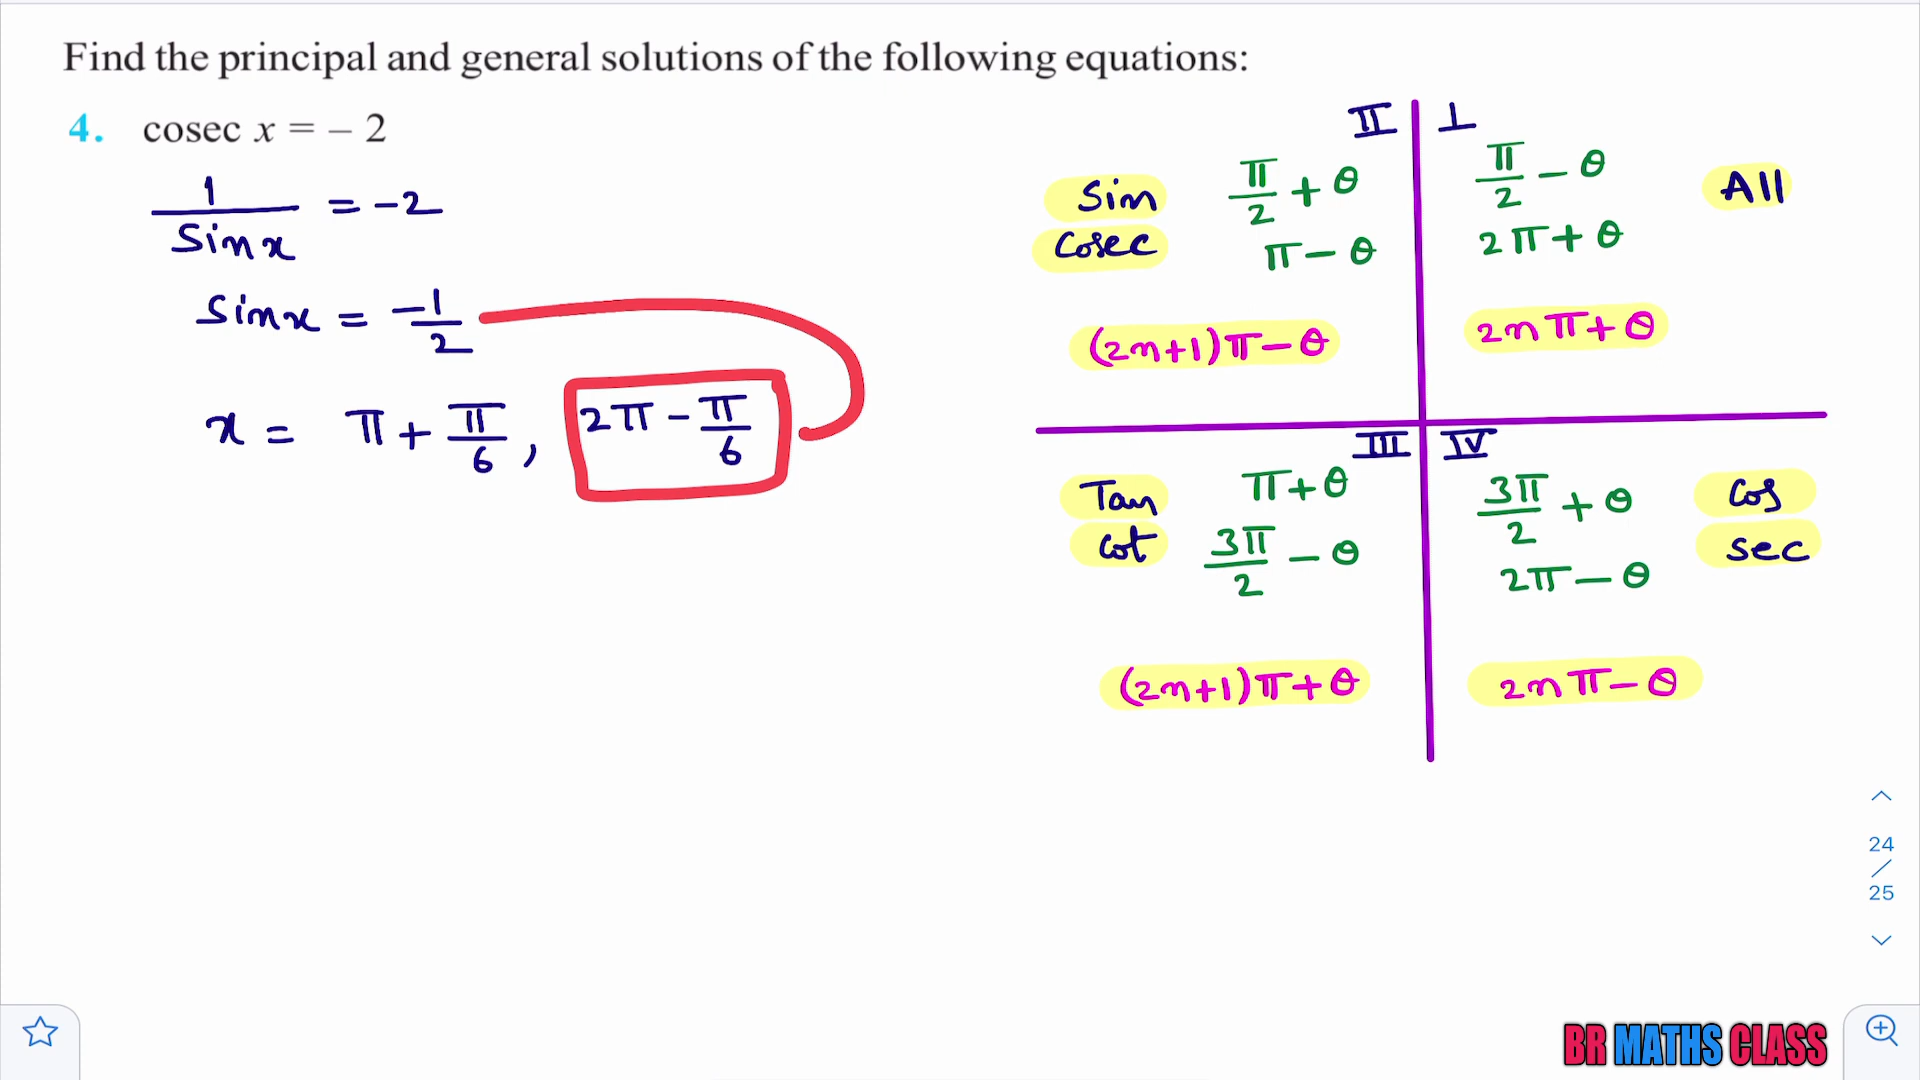 Find the principal and general solutions of the following equations:
4. cosec x = – 2
1/Sinx = -2
Sinx = -1/2
x = π + π/6, 2π - π/6
II I
Sin π/2 + θ π/2 - θ All
Cosec π - θ 2π + θ
(2n+1)π - θ 2nπ + θ
III IV
Tan π + θ 3π/2 + θ Cos
Cot 3π/2 - θ 2π - θ Sec
(2n+1)π + θ 2nπ - θ
24
/
25
BR MATHS CLASS